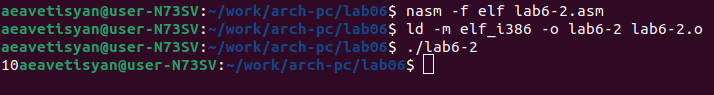 aeavetisyan@user-N73SV:~/work/arch-pc/lab06$ nasm -f elf lab6-2.asm
aeavetisyan@user-N73SV:~/work/arch-pc/lab06$ ld -m elf_i386 -o lab6-2 lab6-2.o
aeavetisyan@user-N73SV:~/work/arch-pc/lab06$ ./lab6-2
10aeavetisyan@user-N73SV:~/work/arch-pc/lab06$